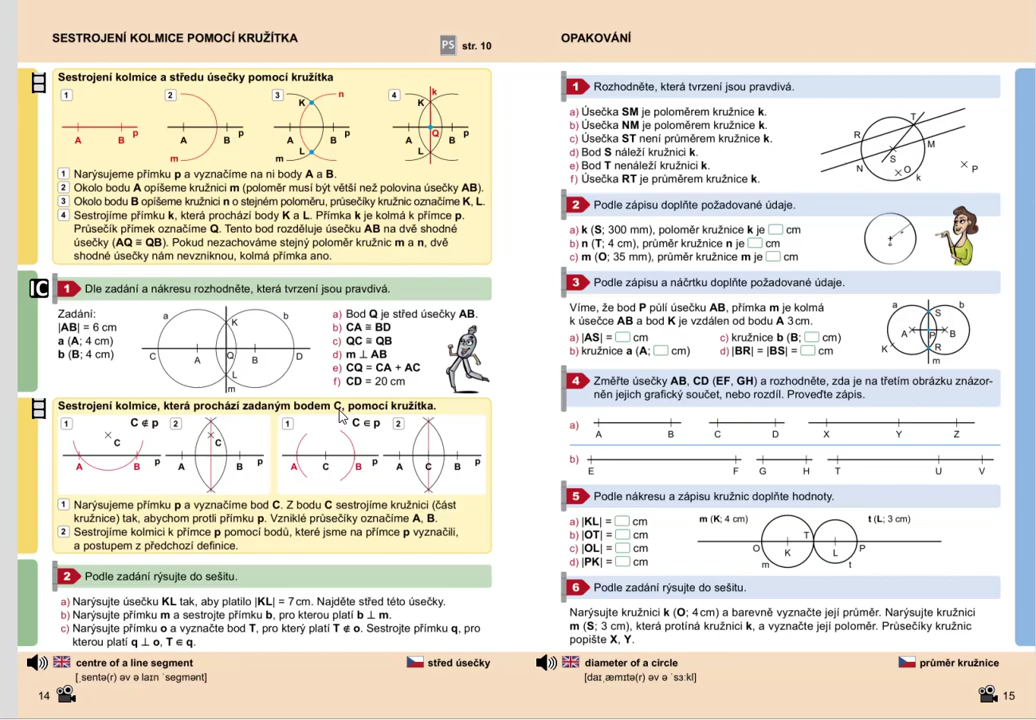 SESTROJENÍ KOLMICE POMOCÍ KRUŽÍTKA
PS str. 10
Sestrojení kolmice a středu úsečky pomocí kružítka
1
A B p
2
A B p
m
3
K n
A B p
m L
4
k
K
A Q B p
L
1 Narýsujeme přímku p a vyznačíme na ni body A a B.
2 Okolo bodu A opíšeme kružnici m (poloměr musí být větší než polovina úsečky AB).
3 Okolo bodu B opíšeme kružnici n o stejném poloměru, průsečíky kružnic označíme K, L.
4 Sestrojíme přímku k, která prochází body K a L. Přímka k je kolmá k přímce p.
Průsečík přímek označíme Q. Tento bod rozděluje úsečku AB na dvě shodné
úsečky (AQ ≅ QB). Pokud nezachováme stejný poloměr kružnic m a n, dvě
shodné úsečky nám nevzniknou, kolmá přímka ano.
1 Dle zadání a nákresu rozhodněte, která tvrzení jsou pravdivá.
Zadání:
|AB| = 6 cm
a (A; 4 cm)
b (B; 4 cm)
a b
K
C A Q B D
L
m
a) Bod Q je střed úsečky AB.
b) CA ≅ BD
c) QC ≅ QB
d) m ⊥ AB
e) CQ = CA + AC
f) CD = 20 cm
Sestrojení kolmice, která prochází zadaným bodem C, pomocí kružítka.
1 C ∉ p
C
A B p
2
C
A B p
1 C ∈ p
A C B p
2
A C B p
1 Narýsujeme přímku p a vyznačíme bod C. Z bodu C sestrojíme kružnici (část
kružnice) tak, abychom protli přímku p. Vzniklé průsečíky označíme A, B.
2 Sestrojíme kolmici k přímce p pomocí bodů, které jsme na přímce p vyznačili,
a postupem z předchozí definice.
2 Podle zadání rýsujte do sešitu.
a) Narýsujte úsečku KL tak, aby platilo |KL| = 7 cm. Najděte střed této úsečky.
b) Narýsujte přímku m a sestrojte přímku b, pro kterou platí b ⊥ m.
c) Narýsujte přímku o a vyznačte bod T, pro který platí T ∉ o. Sestrojte přímku q, pro
kterou platí q ⊥ o, T ∈ q.
centre of a line segment
[ˌsentə(r) əv ə laɪn ˈsegmənt]
střed úsečky
14
OPAKOVÁNÍ
1 Rozhodněte, která tvrzení jsou pravdivá.
a) Úsečka SM je poloměrem kružnice k.
b) Úsečka NM je poloměrem kružnice k.
c) Úsečka ST není průměrem kružnice k.
d) Bod S náleží kružnici k.
e) Bod T nenáleží kružnici k.
f) Úsečka RT je průměrem kružnice k.
T
R M
S
N O P
k
2 Podle zápisu doplňte požadované údaje.
a) k (S; 300 mm), poloměr kružnice k je cm
b) n (T; 4 cm), průměr kružnice n je cm
c) m (O; 35 mm), průměr kružnice m je cm
3 Podle zápisu a náčrtku doplňte požadované údaje.
Víme, že bod P půlí úsečku AB, přímka m je kolmá
k úsečce AB a bod K je vzdálen od bodu A 3 cm.
a) |AS| = cm c) kružnice b (B; cm)
b) kružnice a (A; cm) d) |BR| = |BS| = cm
a b
S
A P B
K R
m
4 Změřte úsečky AB, CD (EF, GH) a rozhodněte, zda je na třetím obrázku znázor-
něn jejich grafický součet, nebo rozdíl. Proveďte zápis.
a)
A B C D X Y Z
b)
E F G H T U V
5 Podle nákresu a zápisu kružnic doplňte hodnoty.
a) |KL| = cm
b) |OT| = cm
c) |OL| = cm
d) |PK| = cm
m (K; 4 cm) t (L; 3 cm)
T
O K L P
m t
6 Podle zadání rýsujte do sešitu.
Narýsujte kružnici k (O; 4 cm) a barevně vyznačte její průměr. Narýsujte kružnici
m (S; 3 cm), která protíná kružnici k, a vyznačte její poloměr. Průsečíky kružnic
popište X, Y.
diameter of a circle
[daɪˌæmɪtə(r) əv ə ˈsɜːkl]
průměr kružnice
15